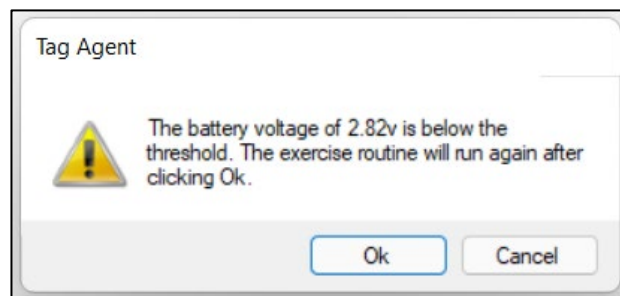 Tag Agent
The battery voltage of 2.82v is below the
threshold. The exercise routine will run again after
clicking Ok.
Ok
Cancel